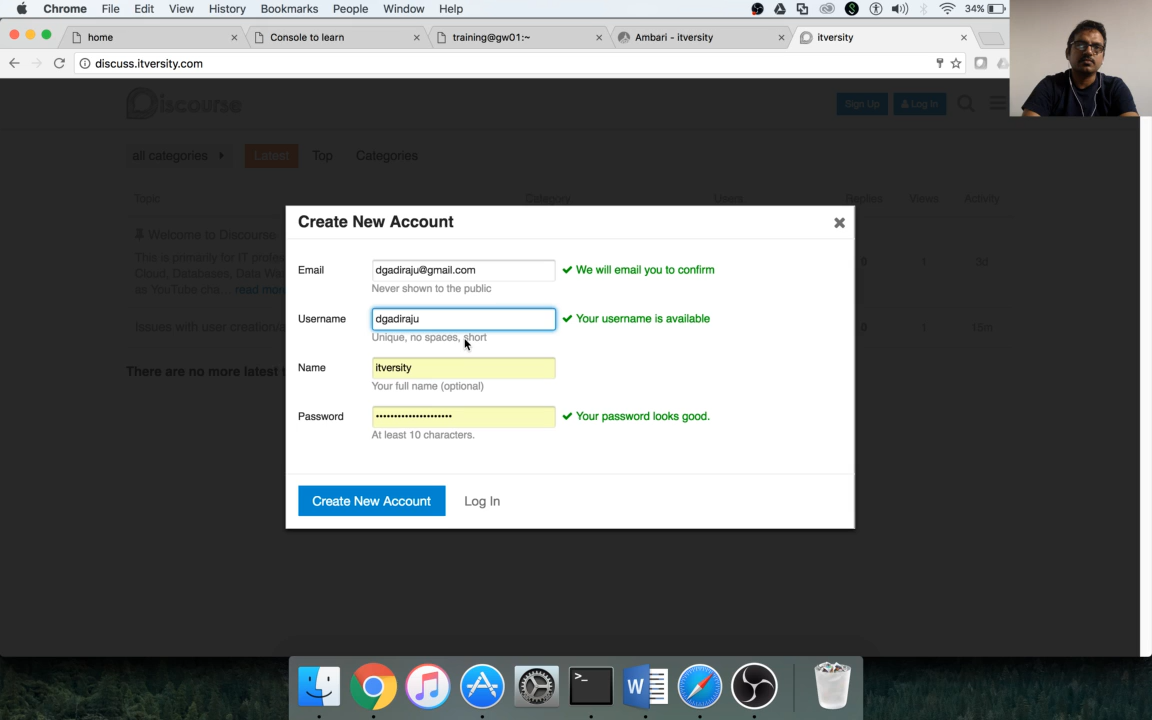 Chrome File Edit View History Bookmarks People Window Help 34%
home Console to learn training@gw01:~ Ambari - itversity itversity
discuss.itversity.com
Discourse Sign Up Log In
all categories Latest Top Categories
Topic Category Users Replies Views Activity
Create New Account
Welcome to Discourse
Email dgadiraju@gmail.com We will email you to confirm
This is primarily for IT
Cloud, Databases, Data
as YouTube cha... read
Never shown to the public
0 1 3d
Username dgadiraju Your username is available
Issues with user creation
Unique, no spaces, short
Name itversity
There are no more latest
Your full name (optional)
Password ••••••••••••••••••••• Your password looks good.
At least 10 characters.
Create New Account Log In
>_ W